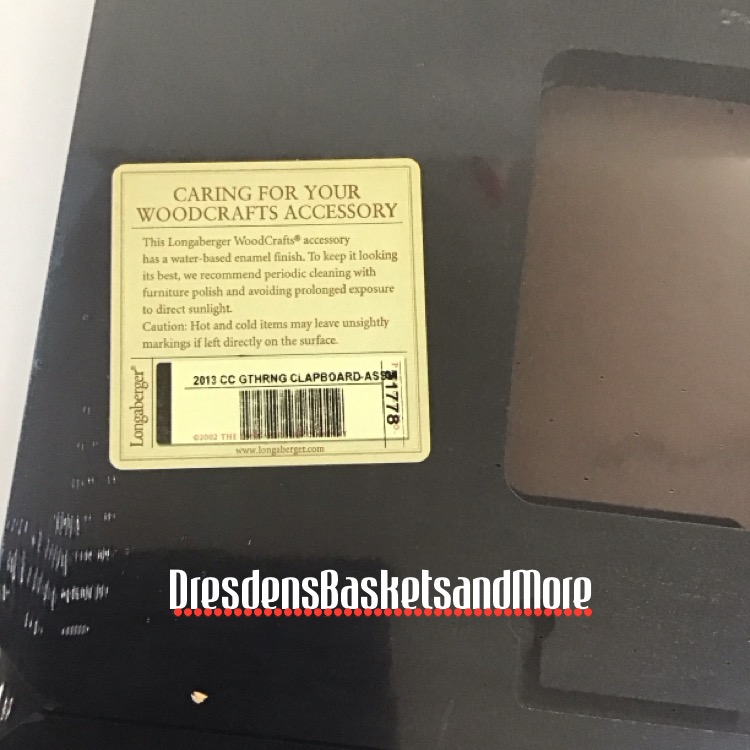 CARING FOR YOUR
WOODCRAFTS ACCESSORY
This Longaberger WoodCrafts® accessory
has a water-based enamel finish. To keep it looking
its best, we recommend periodic cleaning with
furniture polish and avoiding prolonged exposure
to direct sunlight.
Caution: Hot and cold items may leave unsightly
markings if left directly on the surface.
Longaberger®
2013 CC GTHRNG CLAPBOARD-ASSM
51778
©2002 THE
www.longaberger.com
DresdensBasketsandMore